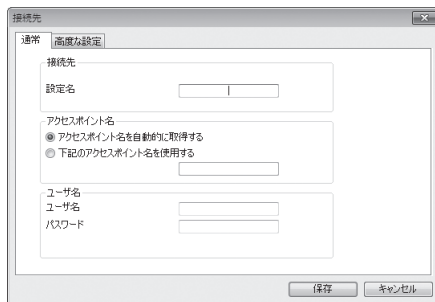 接続先
通常 高度な設定
接続先
設定名
アクセスポイント名
アクセスポイント名を自動的に取得する
下記のアクセスポイント名を使用する
ユーザ名
ユーザ名
パスワード
保存 キャンセル